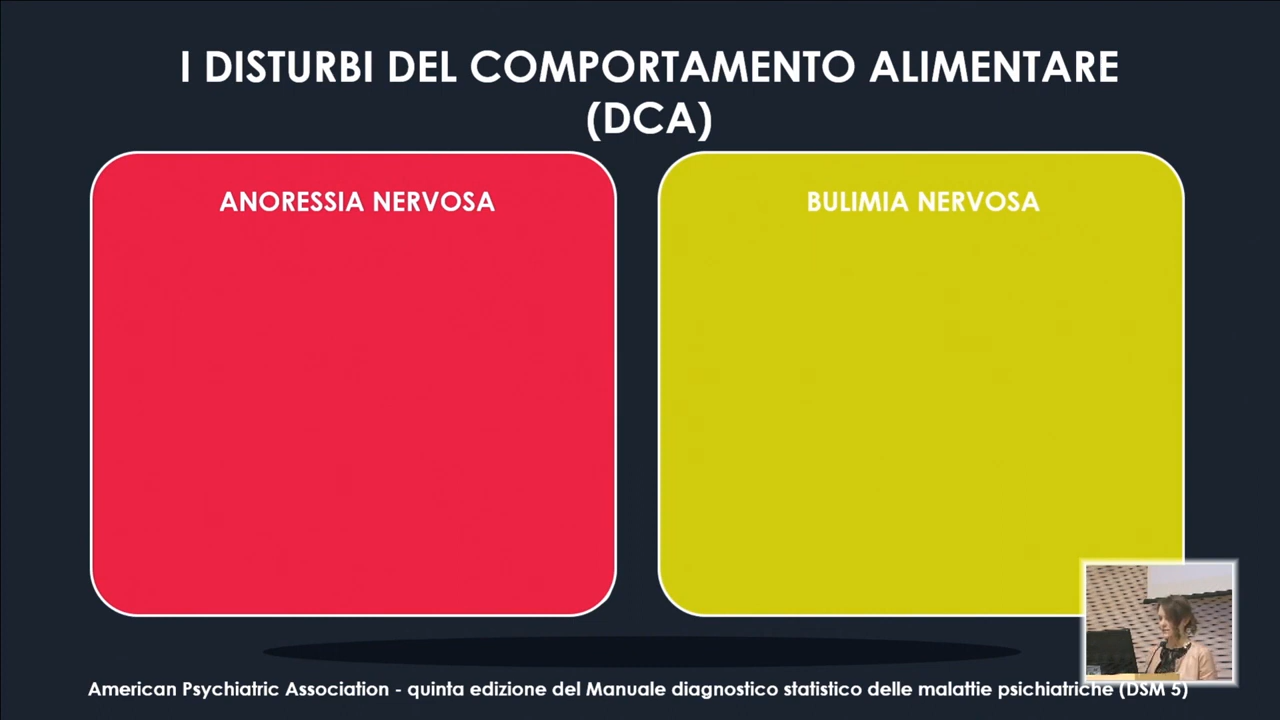 I DISTURBI DEL COMPORTAMENTO ALIMENTARE
(DCA)
ANORESSIA NERVOSA
BULIMIA NERVOSA
American Psychiatric Association - quinta edizione del Manuale diagnostico statistico delle malattie psichiatriche (DSM 5)